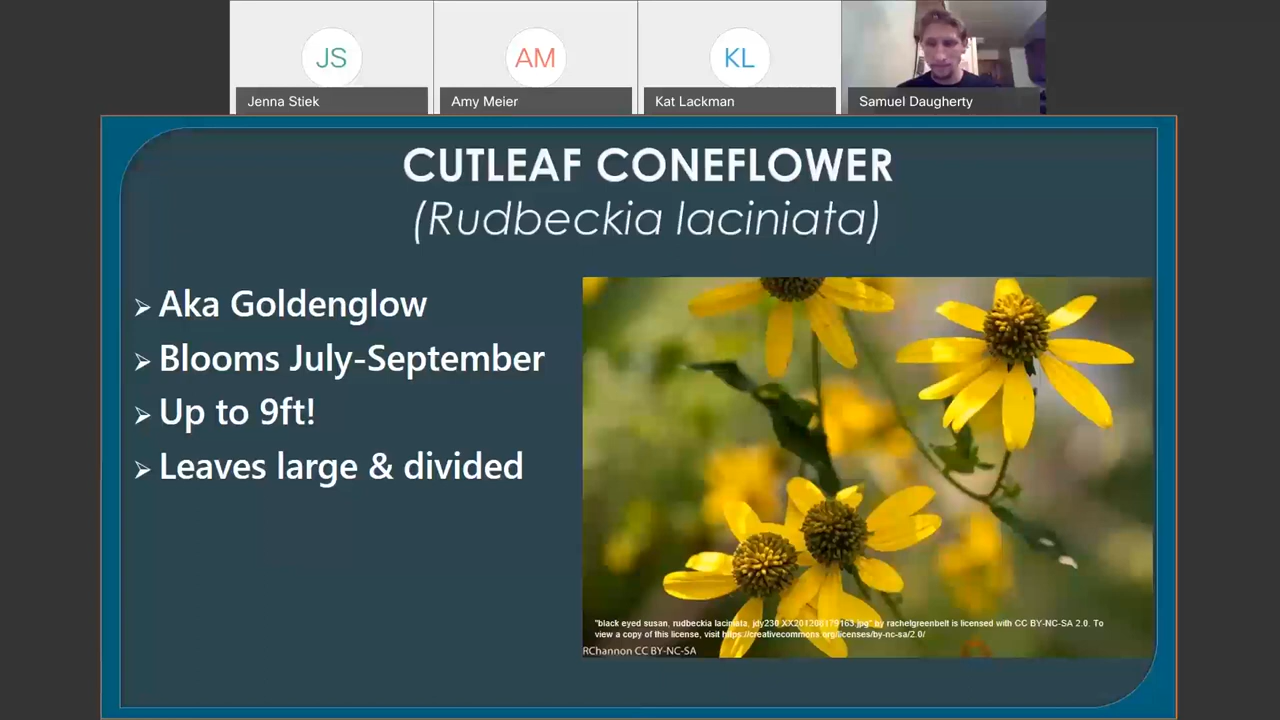 JS
AM
KL
Jenna Stiek
Amy Meier
Kat Lackman
Samuel Daugherty
CUTLEAF CONEFLOWER
(Rudbeckia laciniata)
Aka Goldenglow
Blooms July-September
Up to 9ft!
Leaves large & divided
"black eyed susan, rudbeckia laciniata, jdy230 XX201208179163.jpg" by rachelgreenbelt is licensed with CC BY-NC-SA 2.0. To
view a copy of this license, visit https://creativecommons.org/licenses/by-nc-sa/2.0/
RChannon CC BY-NC-SA